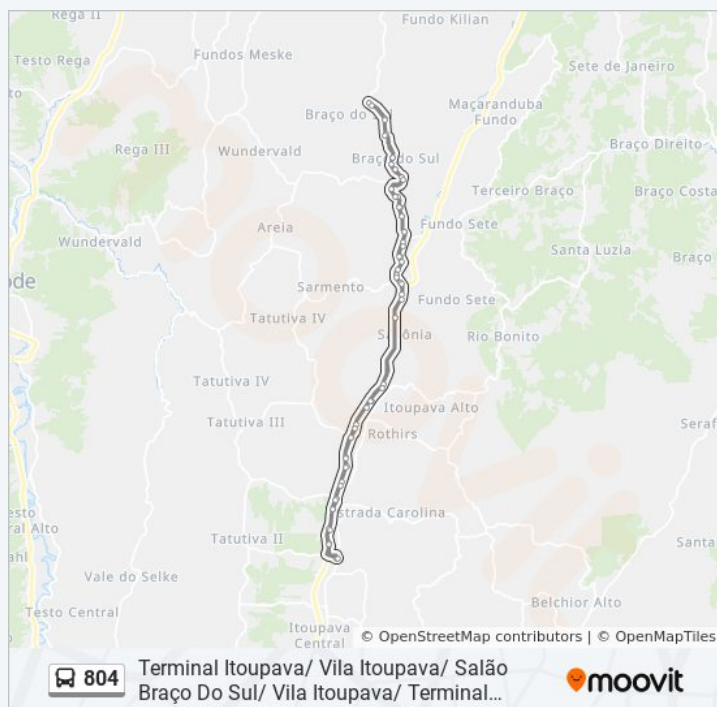 Rega II
Fundo Kilian
Testo Rega
Fundos Meske
Sete de Janeiro
Braço do
Maçaranduba
Fundo
Rega III
Wundervald
Braço do Sul
Braço Direito
Terceiro Braço
Braço Costa
Areia
Fundo Sete
Wundervald
Santa Luzia
Braço
ode
Sarmento
Fundo Sete
Tatutiva IV
Rio Bonito
Tatutiva IV
Itoupava Alto
Tatutiva III
Rothirs
Seraf
esto
ral Alto
strada Carolina
Tatutiva II
Santa
ahl
Vale do Selke
Testo Central
Belchior Alto
Itoupava
Central
© OpenStreetMap contributors | © OpenMapTiles
804
Terminal Itoupava/ Vila Itoupava/ Salão
Braço Do Sul/ Vila Itoupava/ Terminal...
moovit